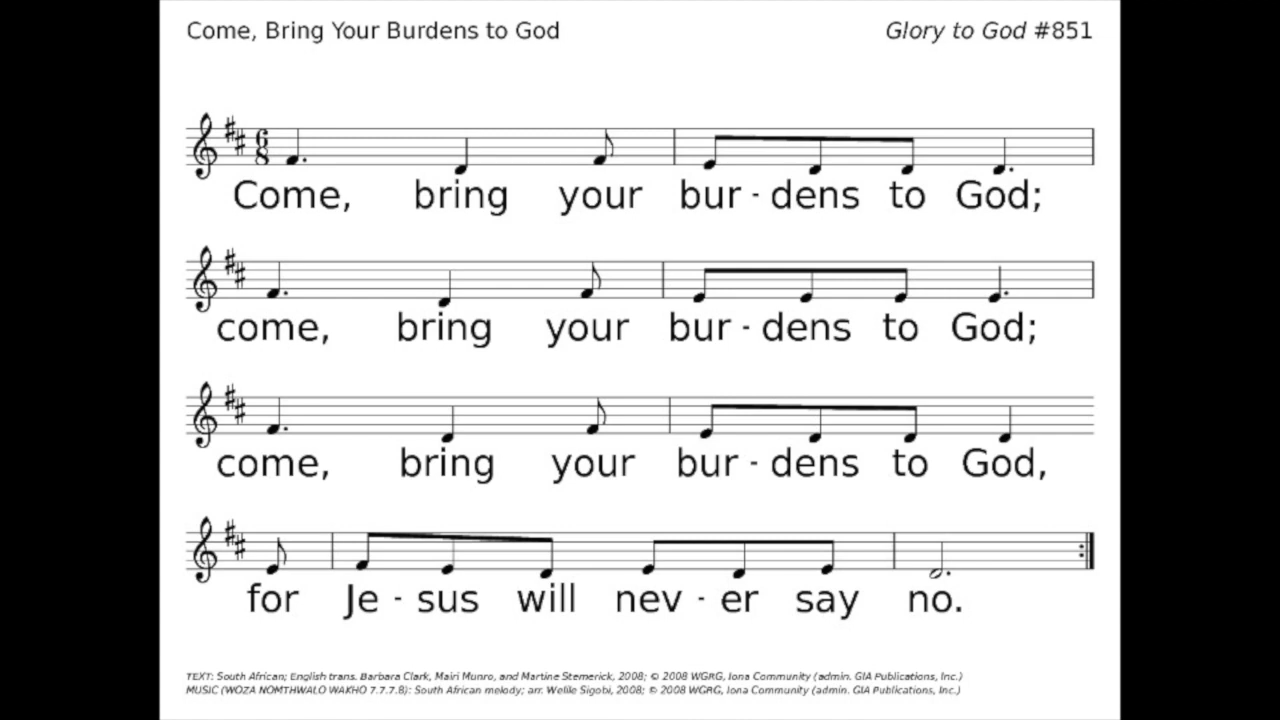 Come, Bring Your Burdens to God
Glory to God #851
6
8
Come, bring your bur - dens to God;
come, bring your bur - dens to God;
come, bring your bur - dens to God,
for Je - sus will nev - er say no.
TEXT: South African; English trans. Barbara Clark, Mairi Munro, and Martine Stemerick, 2008; © 2008 WGRG, Iona Community (admin. GIA Publications, Inc.)
MUSIC (WOZA NOMTHWALO WAKHO 7.7.7.8): South African melody; arr. Welile Sigobi, 2008; © 2008 WGRG, Iona Community (admin. GIA Publications, Inc.)